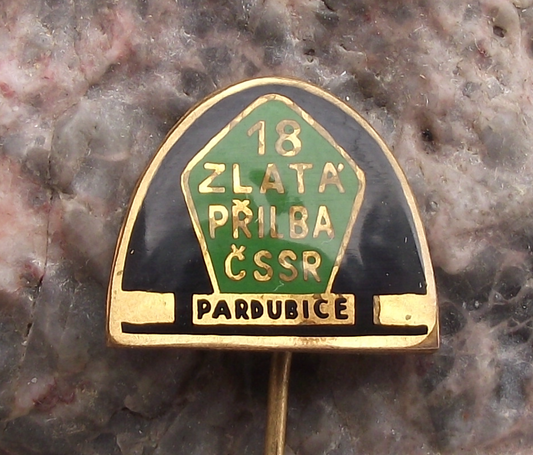 18
ZLATÁ
PŘILBA
ČSSR
PARDUBICE